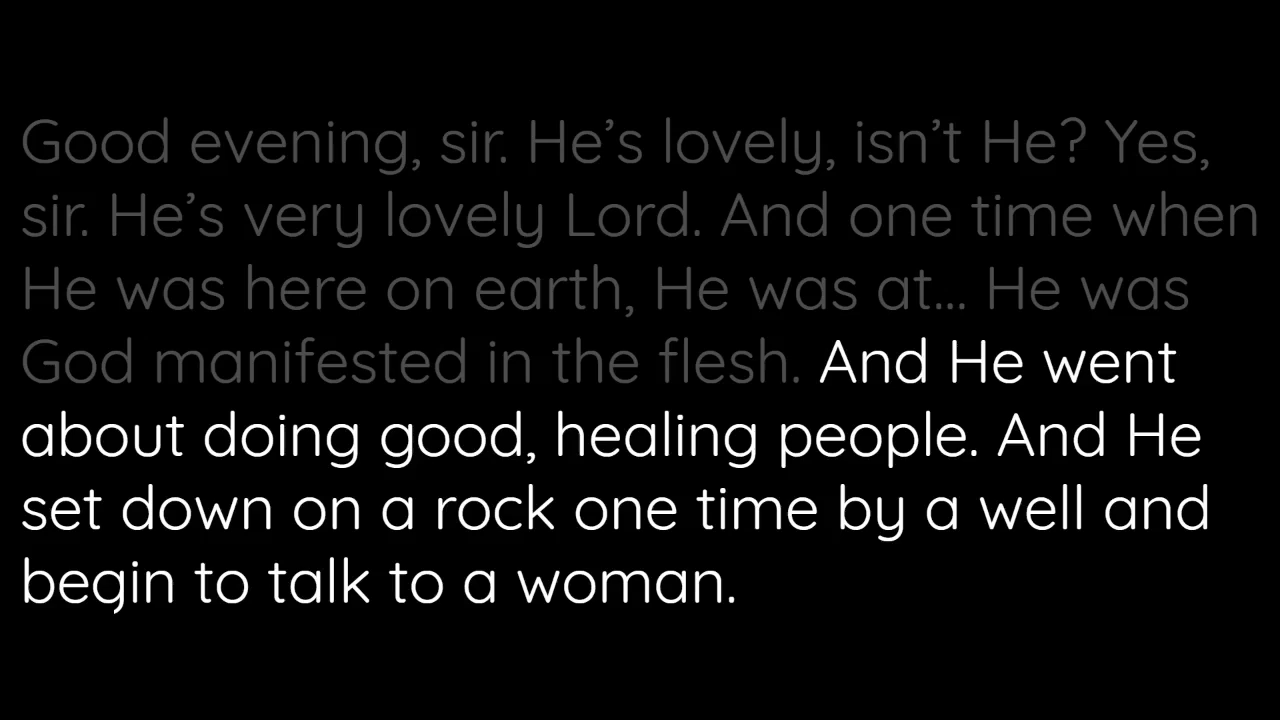 Good evening, sir. He’s lovely, isn’t He? Yes,
sir. He’s very lovely Lord. And one time when
He was here on earth, He was at... He was
God manifested in the flesh. And He went
about doing good, healing people. And He
set down on a rock one time by a well and
begin to talk to a woman.